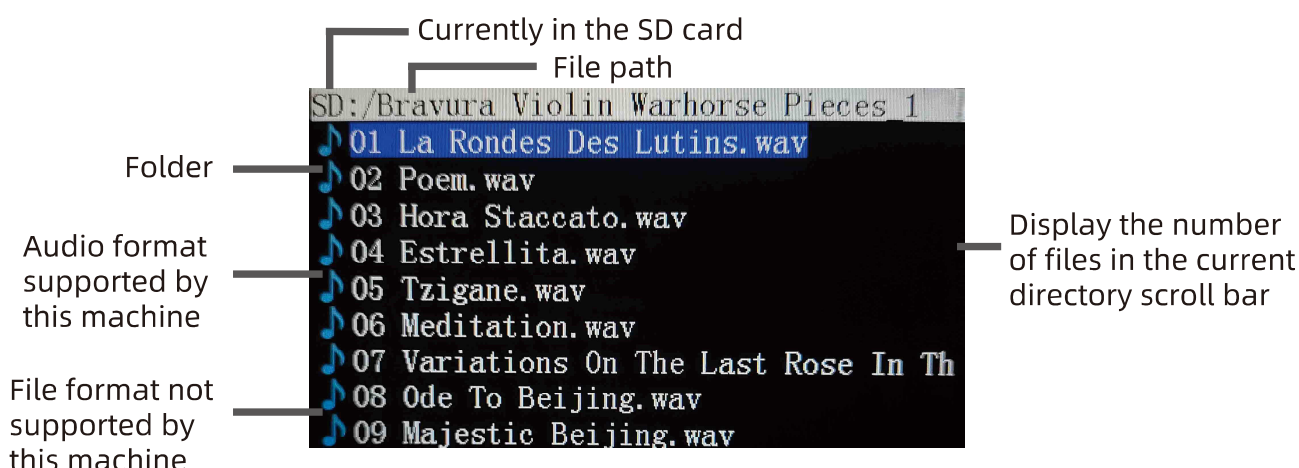 Currently in the SD card
File path
SD:/Bravura Violin Warhorse Pieces_1
01 La Rondes Des Lutins.wav
02 Poem.wav
03 Hora Staccato.wav
04 Estrellita.wav
05 Tzigane.wav
06 Meditation.wav
07 Variations On The Last Rose In Th
08 Ode To Beijing.wav
09 Majestic Beijing.wav
Folder
Audio format
supported by
this machine
File format not
supported by
this machine
Display the number
of files in the current
directory scroll bar